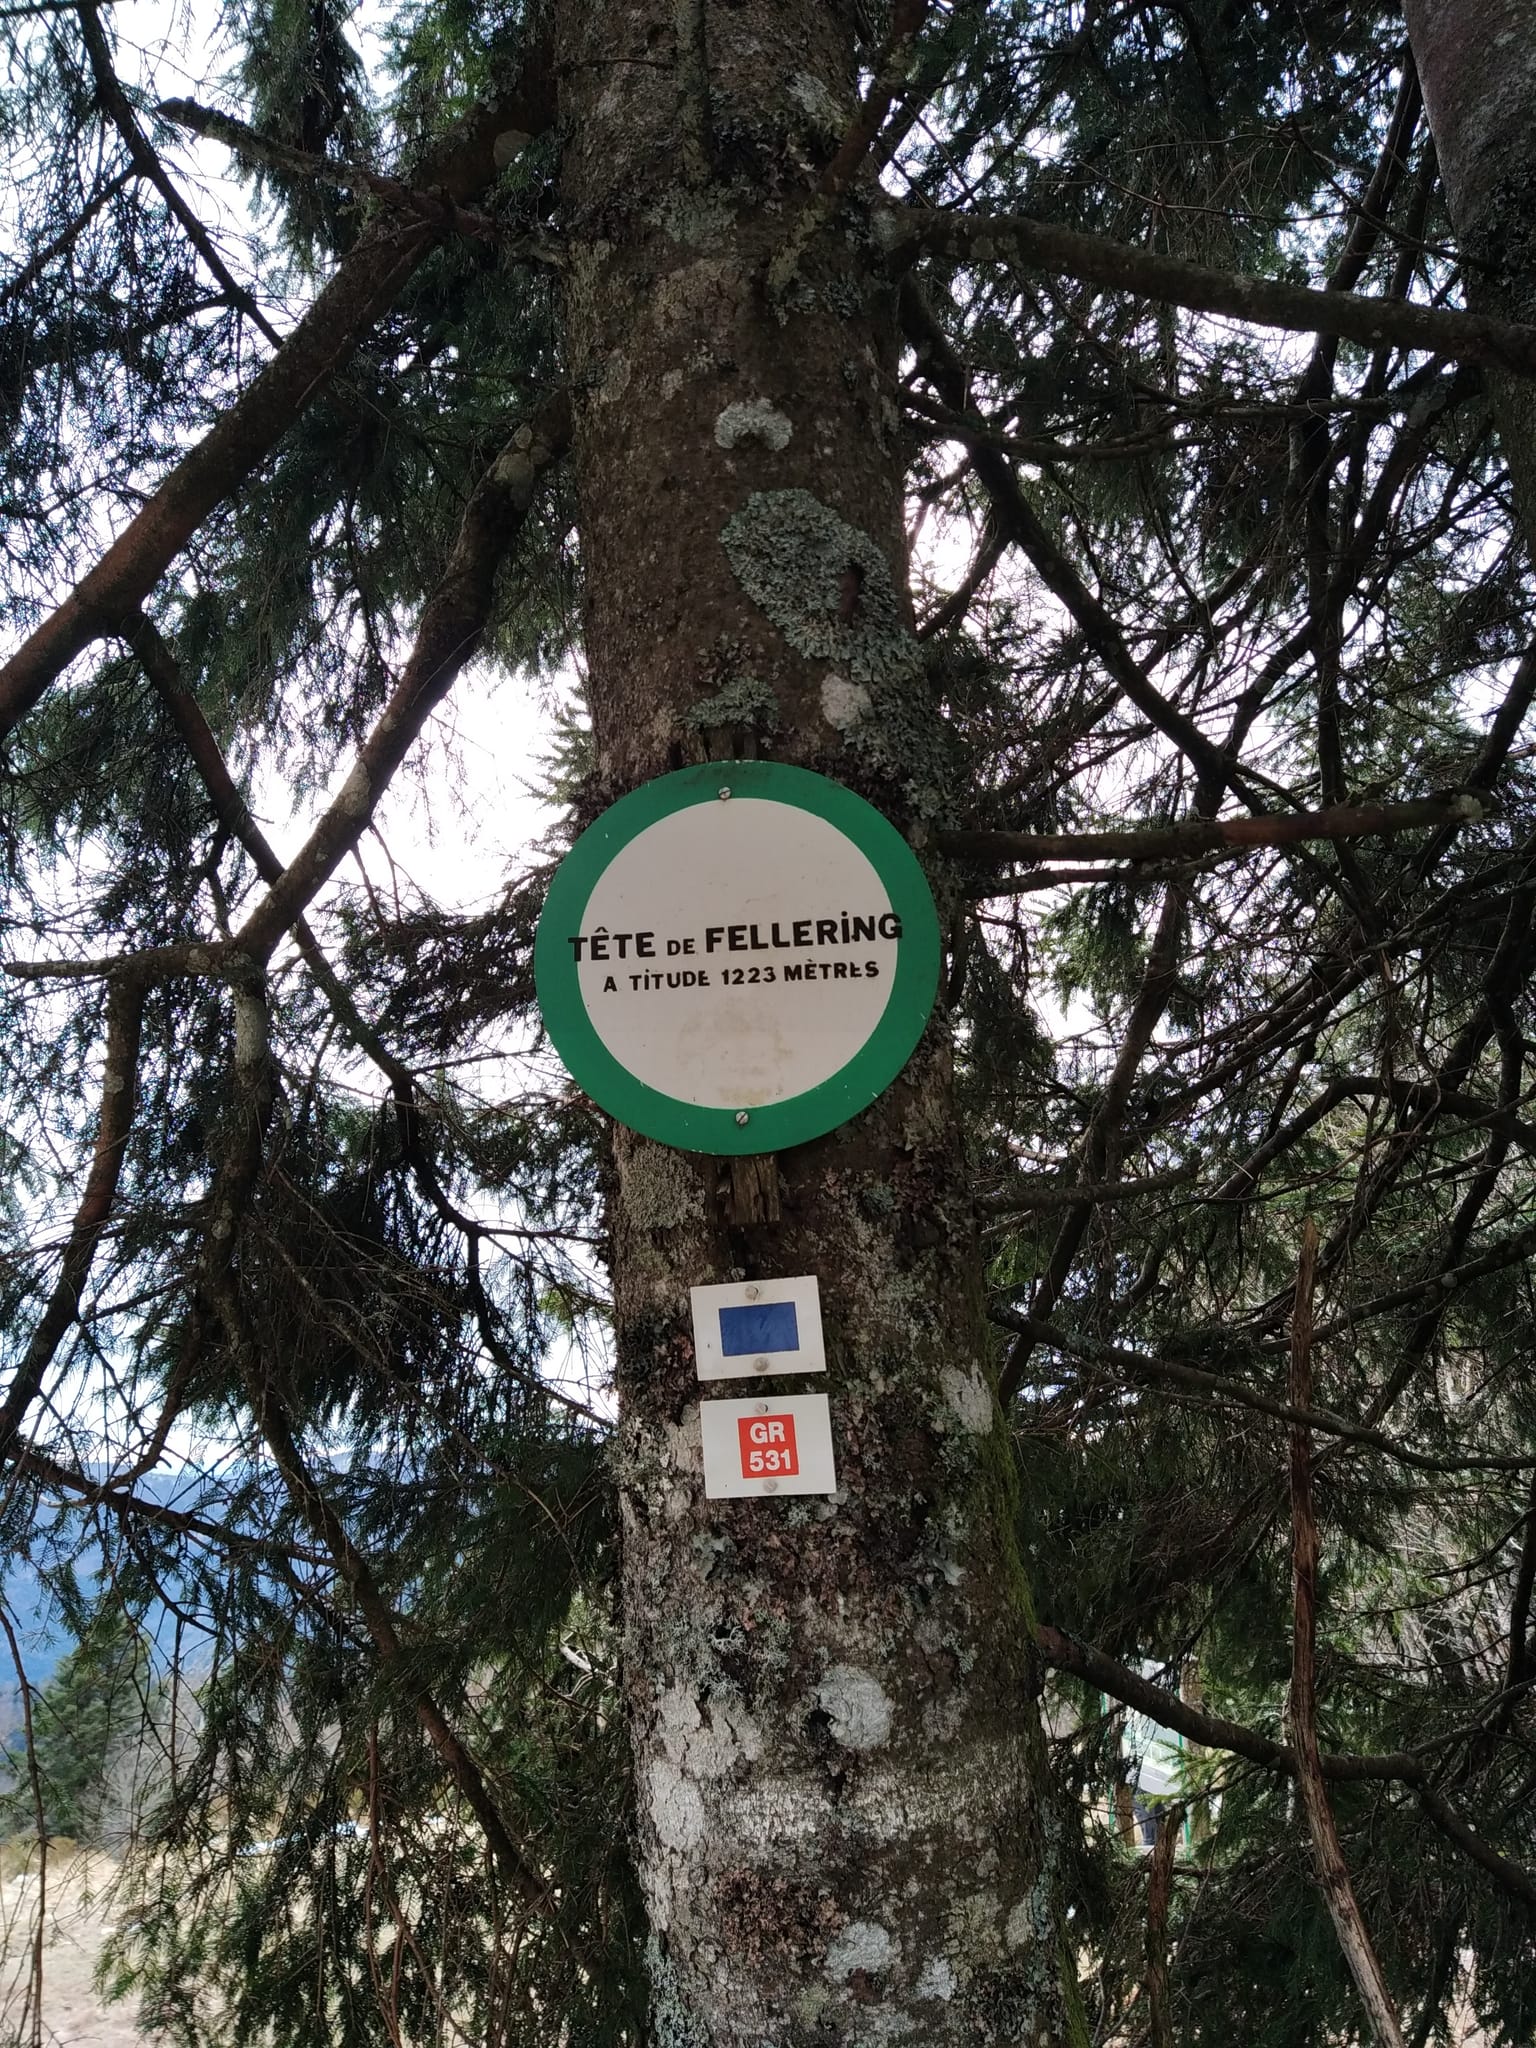 TÊTE DE FELLERING
A TITUDE 1223 MÈTRES
GR
531